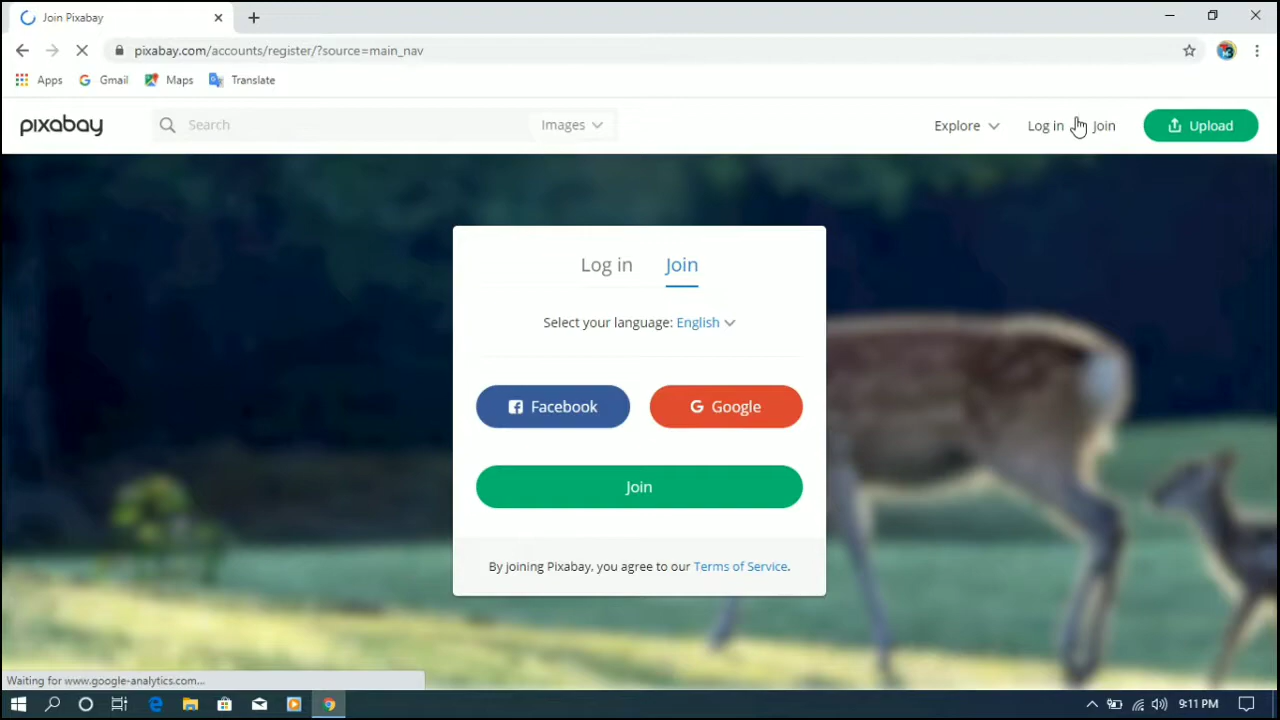 Join Pixabay
pixabay.com/accounts/register/?source=main_nav
Apps Gmail Maps Translate
pixabay Search Images Explore Log in Join Upload
Log in Join
Select your language: English
Facebook Google
Join
By joining Pixabay, you agree to our Terms of Service.
Waiting for www.google-analytics.com...
9:11 PM